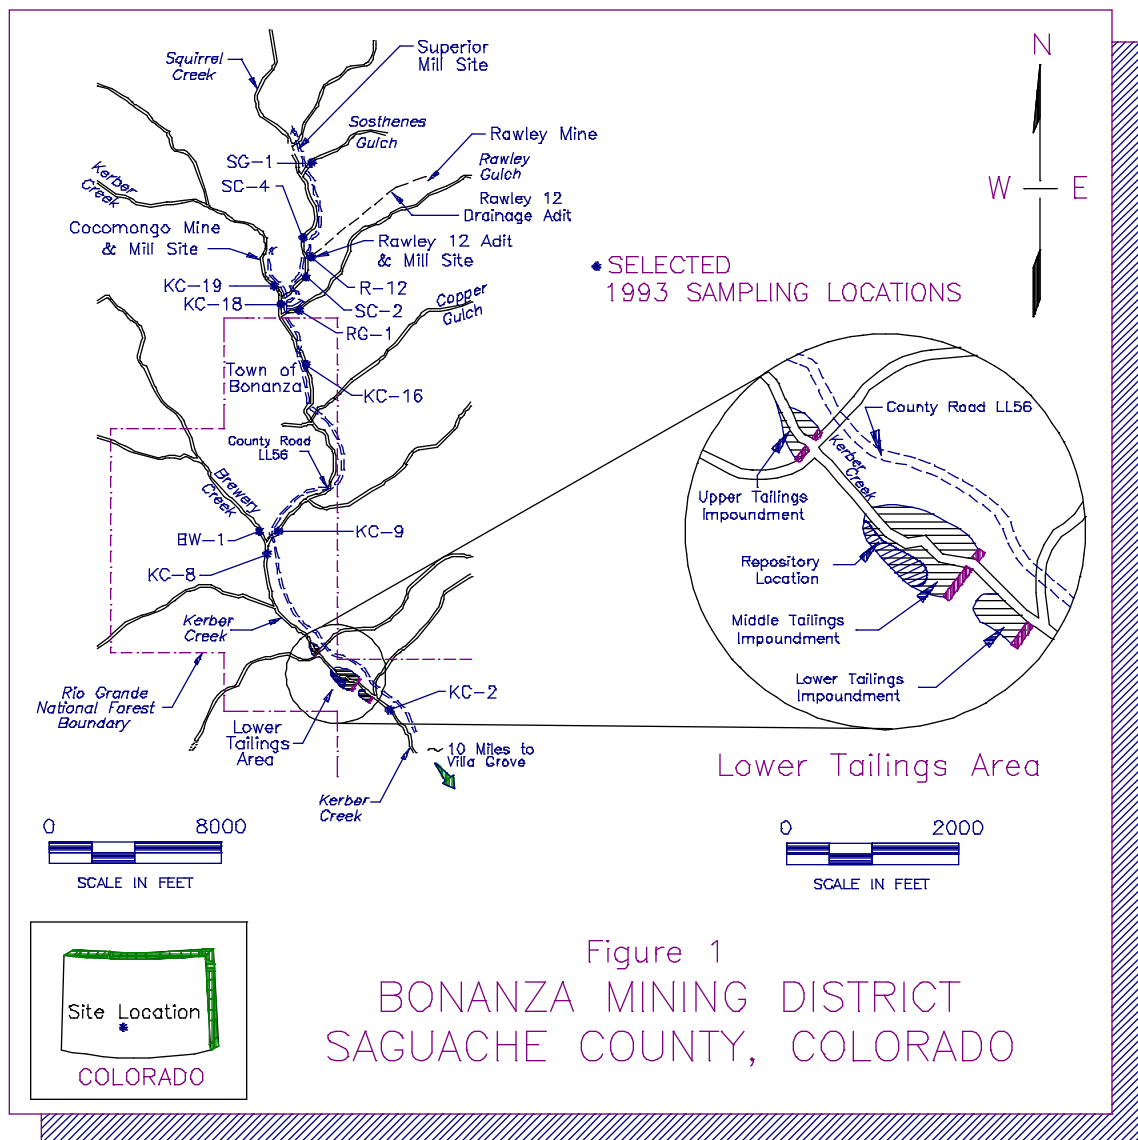 Superior
Mill Site
N
Squirrel
Creek
Sosthenes
Gulch
Rawley Mine
SG-1
Rawley
Gulch
Kerber
Creek
SC-4
W E
Rawley 12
Drainage Adit
Cocomongo Mine
& Mill Site
Rawley 12 Adit
& Mill Site
SELECTED
1993 SAMPLING LOCATIONS
KC-19
R-12
KC-18
SC-2
Copper
Gulch
RG-1
Town of
Bonanza
KC-16
County Road LL56
County Road
LL56
Kerber
Creek
Brewery
Creek
Upper Tailings
Impoundment
EW-1
KC-9
KC-8
Repository
Location
Kerber
Creek
Middle Tailings
Impoundment
Rio Grande
National Forest
Boundary
KC-2
Lower Tailings
Impoundment
Lower
Tailings
Area
~ 10 Miles to
Villa Grove
Lower Tailings Area
Kerber
Creek
0 8000
SCALE IN FEET
0 2000
SCALE IN FEET
Site Location
COLORADO
Figure 1
BONANZA MINING DISTRICT
SAGUACHE COUNTY, COLORADO